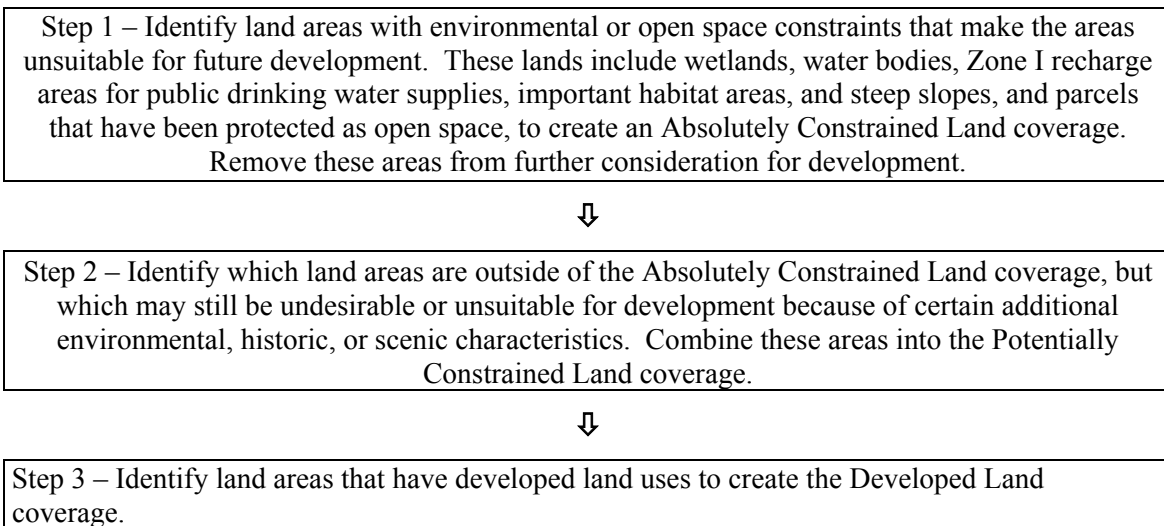 Step 1 – Identify land areas with environmental or open space constraints that make the areas
unsuitable for future development.  These lands include wetlands, water bodies, Zone I recharge
areas for public drinking water supplies, important habitat areas, and steep slopes, and parcels
that have been protected as open space, to create an Absolutely Constrained Land coverage.
Remove these areas from further consideration for development.
⇩
Step 2 – Identify which land areas are outside of the Absolutely Constrained Land coverage, but
which may still be undesirable or unsuitable for development because of certain additional
environmental, historic, or scenic characteristics.  Combine these areas into the Potentially
Constrained Land coverage.
⇩
Step 3 – Identify land areas that have developed land uses to create the Developed Land
coverage.